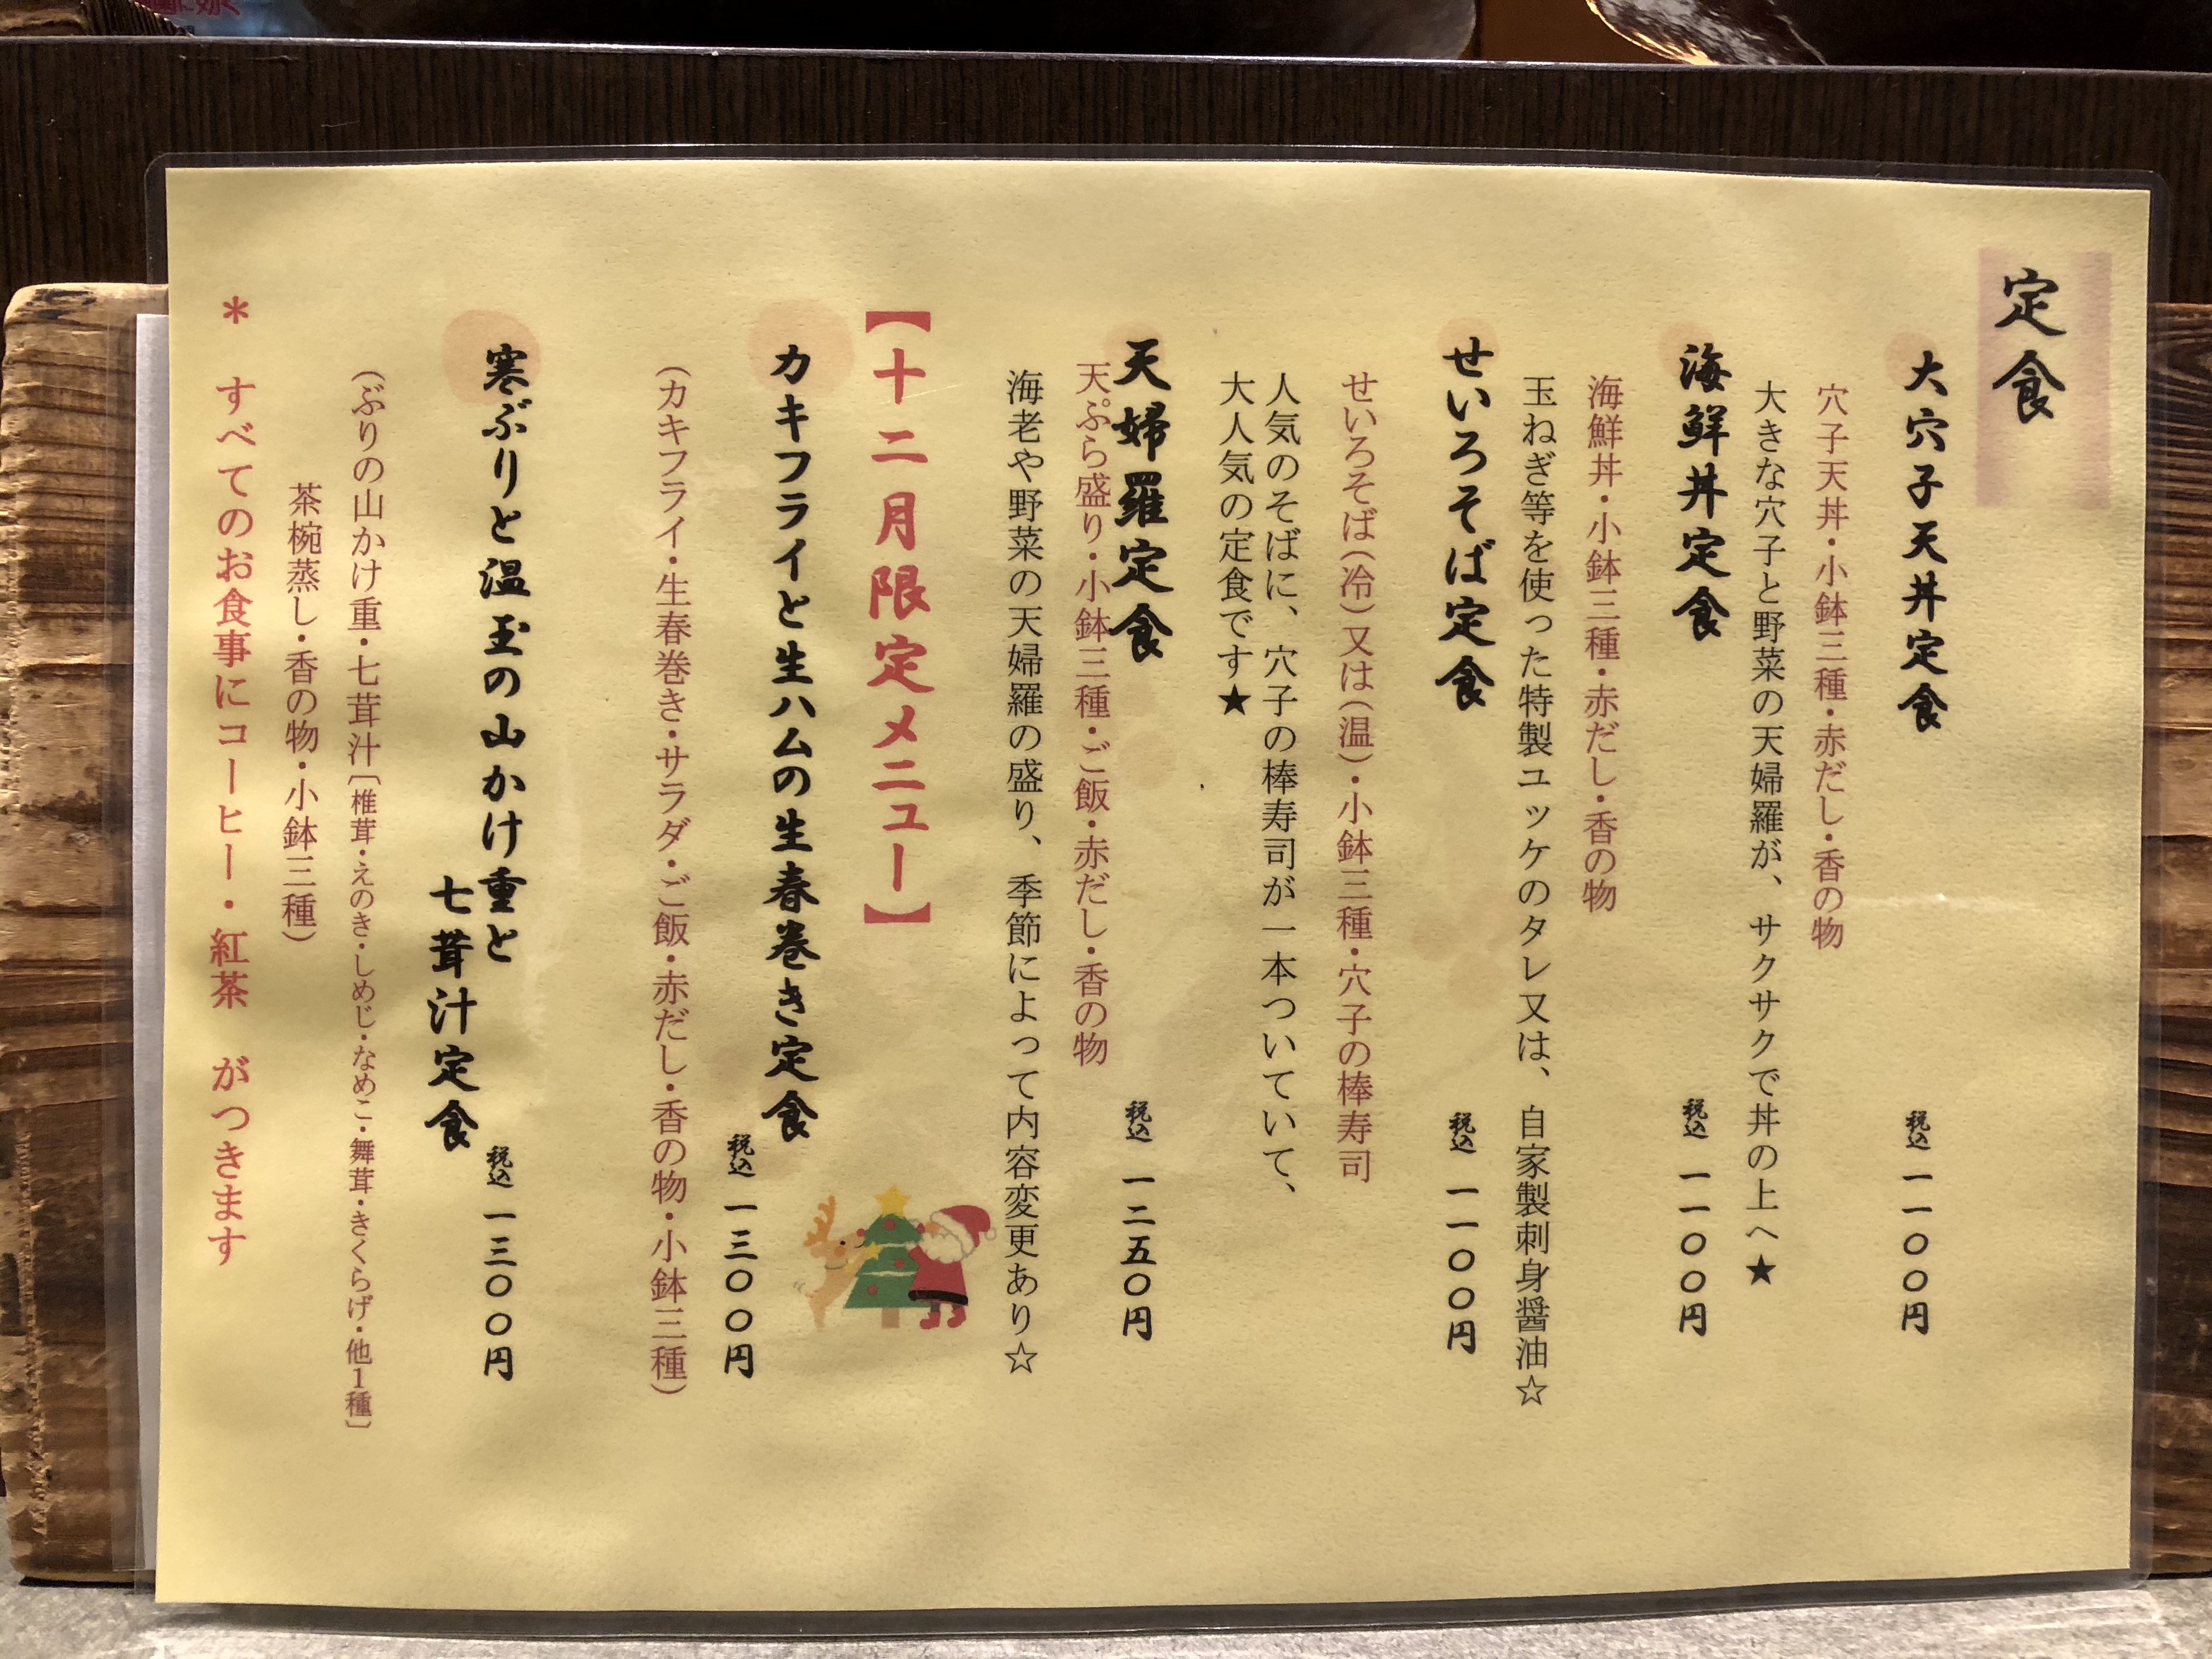 定食
大穴子天丼定食
税込 一一〇〇円
穴子天丼・小鉢三種・赤だし・香の物
大きな穴子と野菜の天婦羅が、サクサクで丼の上へ★
海鮮丼定食
税込 一一〇〇円
海鮮丼・小鉢三種・赤だし・香の物
玉ねぎ等を使った特製ユッケのタレ又は、自家製刺身醤油☆
せいろそば定食
税込 一一〇〇円
せいろそば(冷)又は(温)・小鉢三種・穴子の棒寿司
人気のそばに、穴子の棒寿司が一本ついていて、
大人気の定食です★
天婦羅定食
税込 一二五〇円
天ぷら盛り・小鉢三種・ご飯・赤だし・香の物
海老や野菜の天婦羅の盛り、季節によって内容変更あり☆
【十二月限定メニュー】
カキフライと生ハムの生春巻き定食
税込 一三〇〇円
(カキフライ・生春巻き・サラダ・ご飯・赤だし・香の物・小鉢三種)
寒ぶりと温玉の山かけ重と
七茸汁定食
税込 一三〇〇円
(ぶりの山かけ重・七茸汁〔椎茸・えのき・しめじ・なめこ・舞茸・きくらげ・他1種〕
茶椀蒸し・香の物・小鉢三種)
* すべてのお食事にコーヒー・紅茶 がつきます